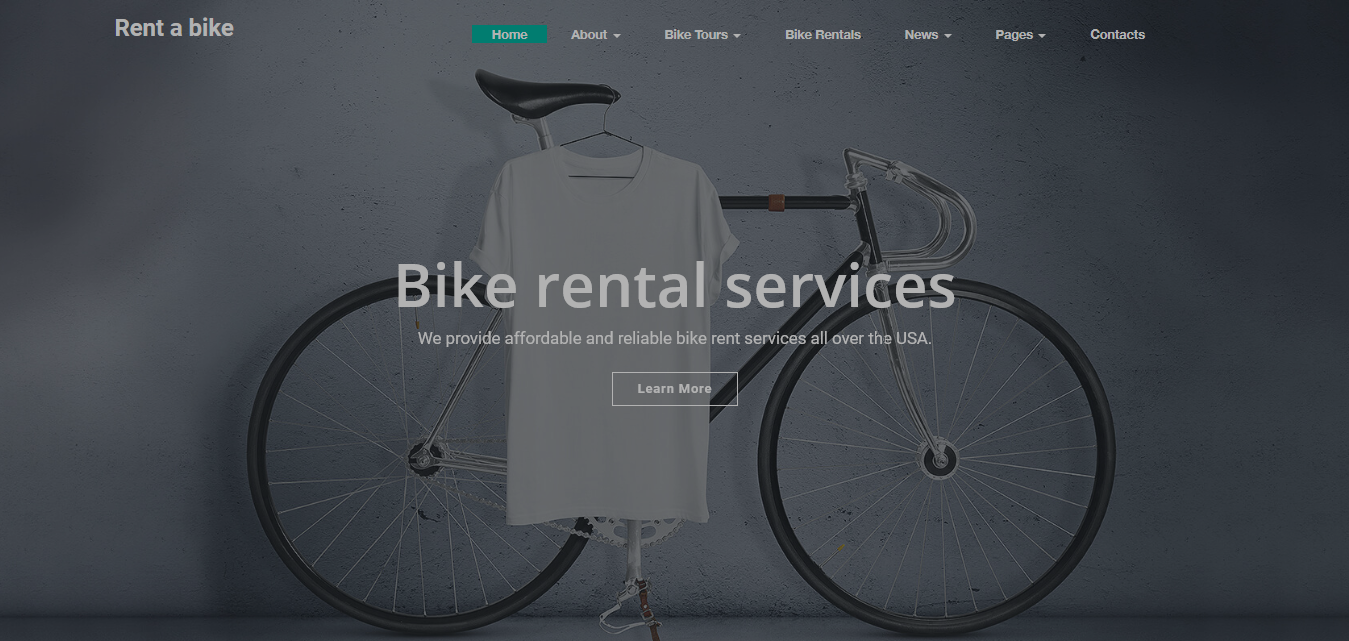 Rent a bike
Home About Bike Tours Bike Rentals News Pages Contacts
Bike rental services
We provide affordable and reliable bike rent services all over the USA.
Learn More